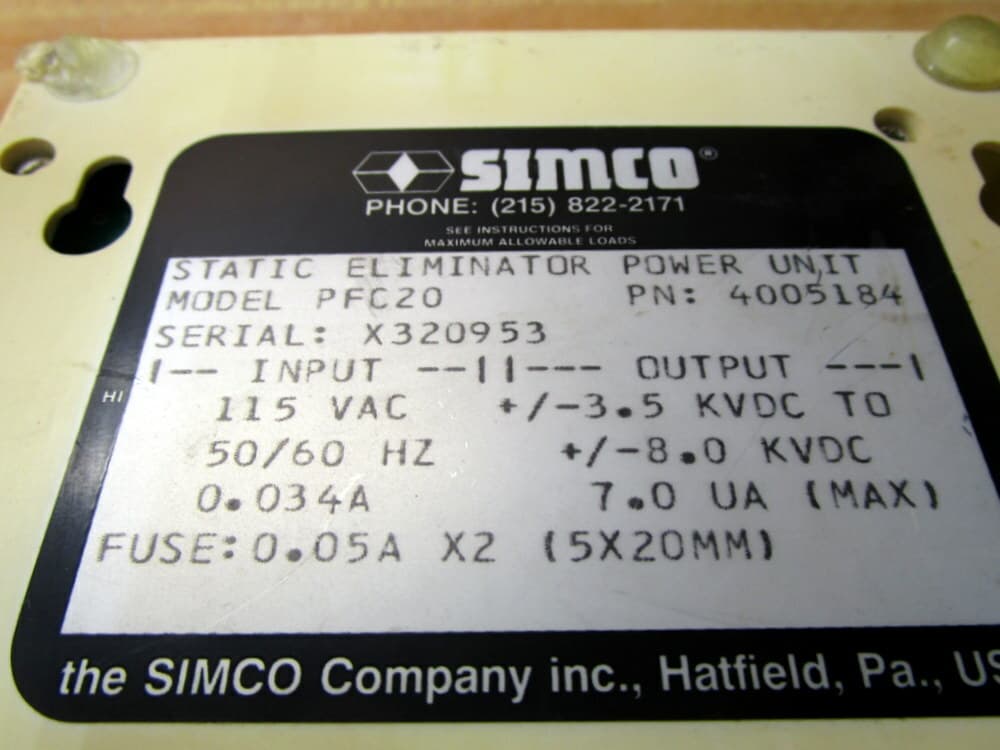 SIMCO®
PHONE: (215) 822-2171
SEE INSTRUCTIONS FOR
MAXIMUM ALLOWABLE LOADS
STATIC ELIMINATOR POWER UNIT
MODEL PFC20 PN: 4005184
SERIAL: X320953
|-- INPUT --||--- OUTPUT ---|
HI
115 VAC +/-3.5 KVDC TO
50/60 HZ +/-8.0 KVDC
0.034A 7.0 UA (MAX)
FUSE: 0.05A X2 (5X20MM)
the SIMCO Company inc., Hatfield, Pa., US